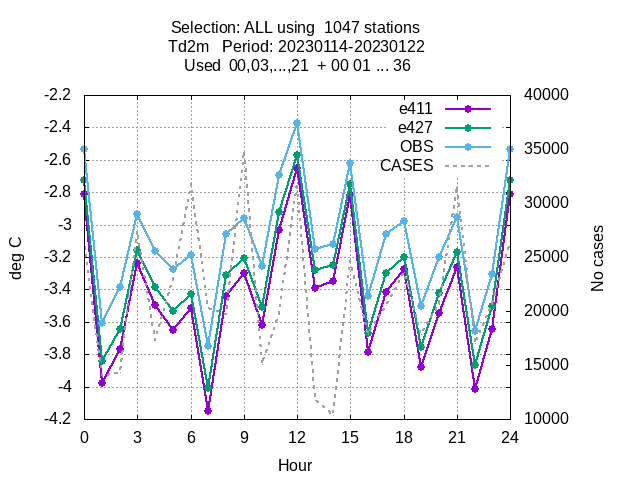 Selection: ALL using  1047 stations
Td2m   Period: 20230114-20230122
Used  00,03,...,21  + 00 01 ... 36
-2.2
-2.4
-2.6
-2.8
-3
-3.2
-3.4
-3.6
-3.8
-4
-4.2
deg C
e411
e427
OBS
CASES
40000
35000
30000
25000
20000
15000
10000
No cases
0 3 6 9 12 15 18 21 24
Hour